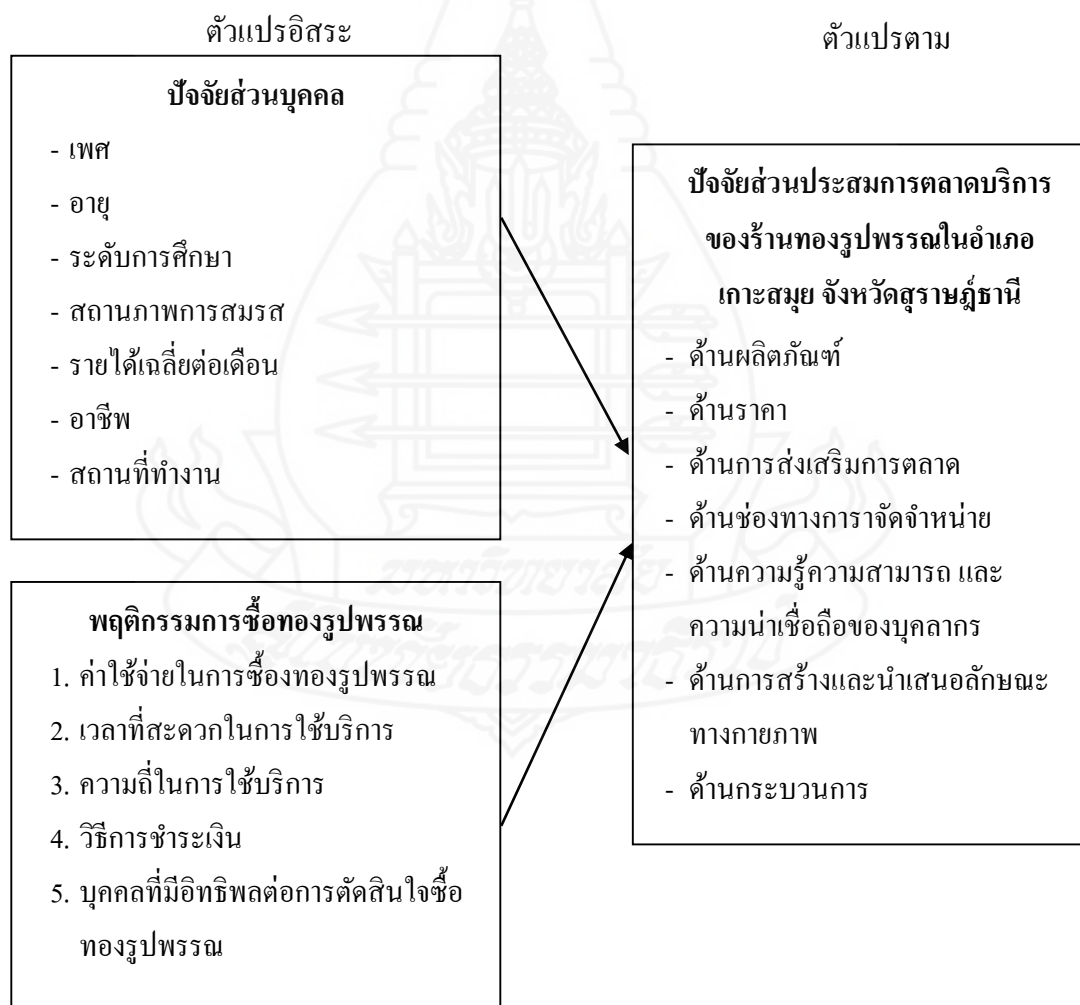 ตัวแปรอิสระ
ตัวแปรตาม
ปัจจัยส่วนบุคคล
- เพศ
- อายุ
- ระดับการศึกษา
- สถานภาพการสมรส
- รายได้เฉลี่ยต่อเดือน
- อาชีพ
- สถานที่ทำงาน
พฤติกรรมการซื้อทองรูปพรรณ
1. ค่าใช้จ่ายในการซื้องทองรูปพรรณ
2. เวลาที่สะดวกในการใช้บริการ
3. ความถี่ในการใช้บริการ
4. วิธีการชำระเงิน
5. บุคคลที่มีอิทธิพลต่อการตัดสินใจซื้อ
ทองรูปพรรณ
ปัจจัยส่วนประสมการตลาดบริการ
ของร้านทองรูปพรรณในอำเภอ
เกาะสมุย จังหวัดสุราษฎ์ธานี
- ด้านผลิตภัณฑ์
- ด้านราคา
- ด้านการส่งเสริมการตลาด
- ด้านช่องทางการาจัดจำหน่าย
- ด้านความรู้ความสามารถ และ
ความน่าเชื่อถือของบุคลากร
- ด้านการสร้างและนำเสนอลักษณะ
ทางกายภาพ
- ด้านกระบวนการ